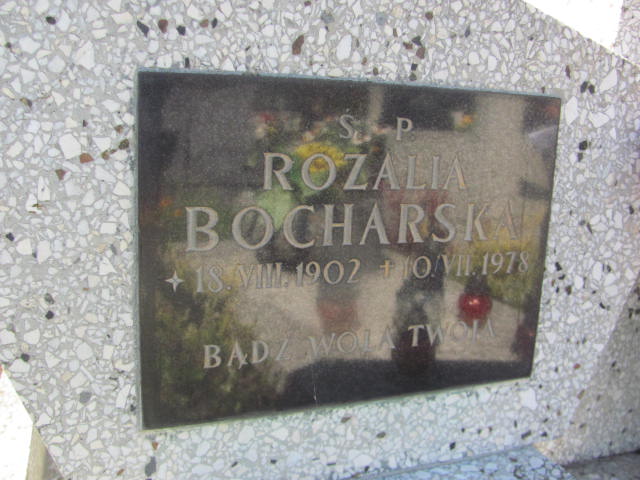 Ś. P.
ROZALIA
BOCHARSKA
18.VIII.1902 10.VII.1978
BĄDŹ WOLA TWOJA